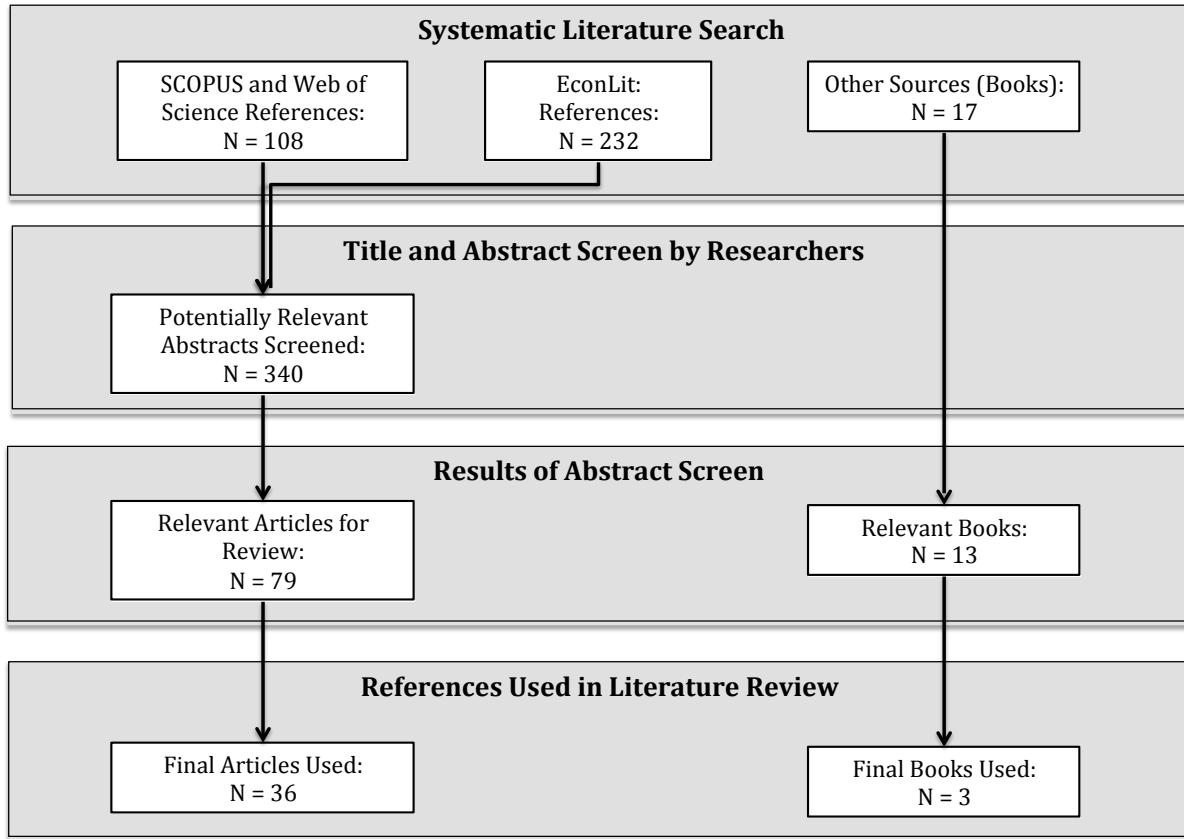 Systematic Literature Search
SCOPUS and Web of
Science References:
N = 108
EconLit:
References:
N = 232
Other Sources (Books):
N = 17
Title and Abstract Screen by Researchers
Potentially Relevant
Abstracts Screened:
N = 340
Results of Abstract Screen
Relevant Articles for
Review:
N = 79
Relevant Books:
N = 13
References Used in Literature Review
Final Articles Used:
N = 36
Final Books Used:
N = 3